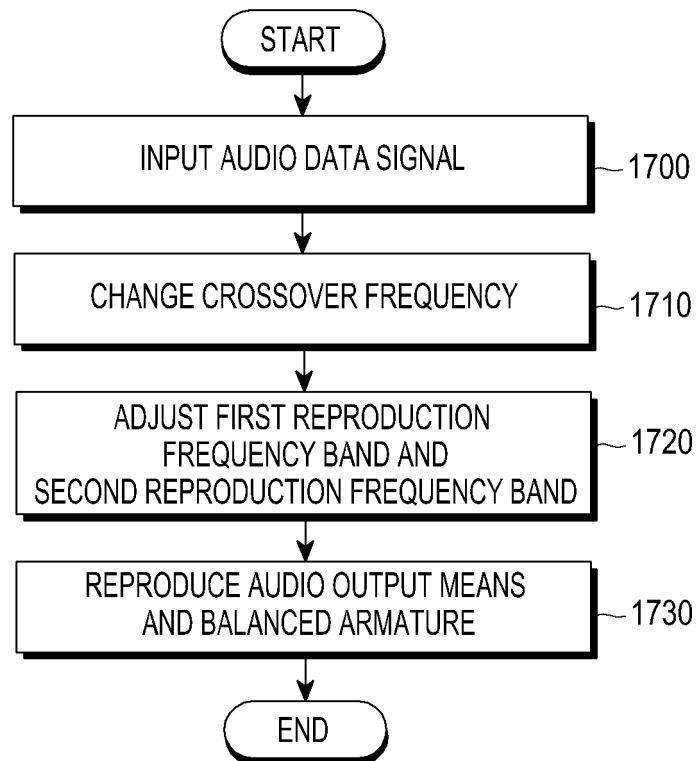 START
INPUT AUDIO DATA SIGNAL
1700
CHANGE CROSSOVER FREQUENCY
1710
ADJUST FIRST REPRODUCTION
FREQUENCY BAND AND
SECOND REPRODUCTION FREQUENCY BAND
1720
REPRODUCE AUDIO OUTPUT MEANS
AND BALANCED ARMATURE
1730
END